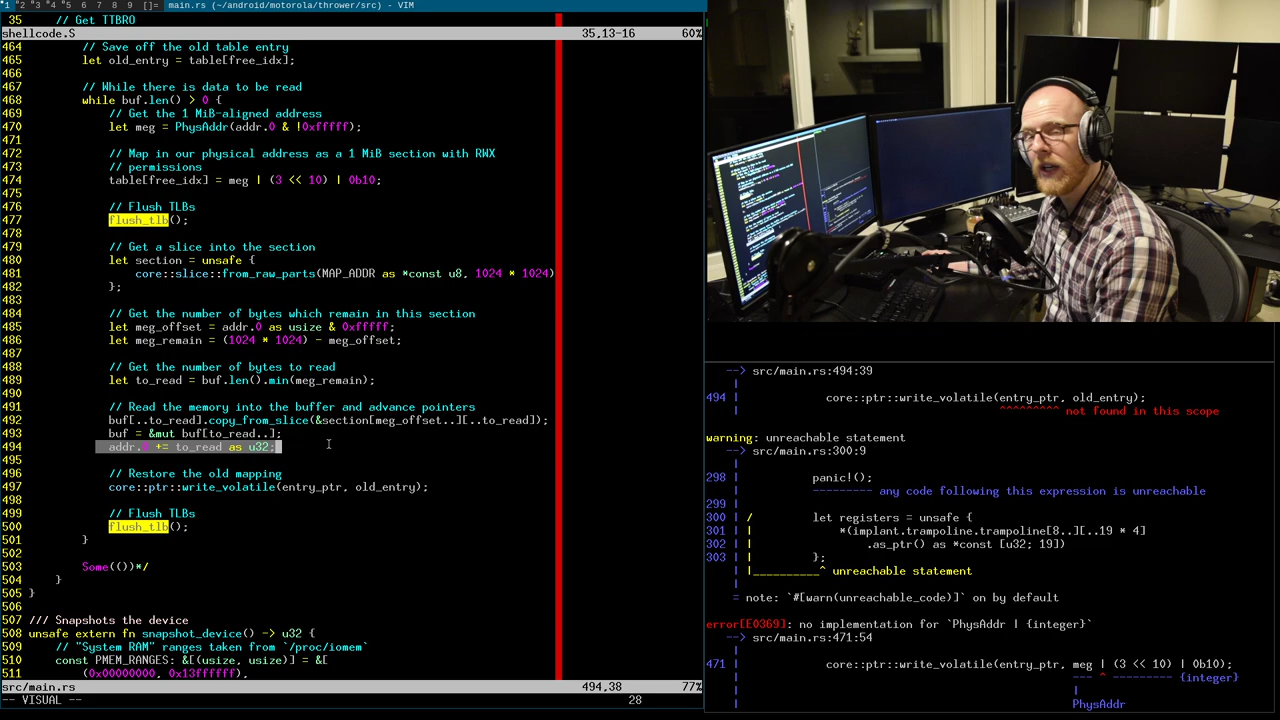 1 2 3 4 5 6 7 8 9 []= main.rs (~/android/motorola/thrower/src) - VIM
35 // Get TTBR0
shellcode.S 35,13-16 60%
464 // Save off the old table entry
465 let old_entry = table[free_idx];
466
467 // While there is data to be read
468 while buf.len() > 0 {
469 // Get the 1 MiB-aligned address
470 let meg = PhysAddr(addr.0 & !0xfffff);
471
472 // Map in our physical address as a 1 MiB section with RWX
473 // permissions
474 table[free_idx] = meg | (3 << 10) | 0b10;
475
476 // Flush TLBs
477 flush_tlb();
478
479 // Get a slice into the section
480 let section = unsafe {
481 core::slice::from_raw_parts(MAP_ADDR as *const u8, 1024 * 1024)
482 };
483
484 // Get the number of bytes which remain in this section
485 let meg_offset = addr.0 as usize & 0xfffff;
486 let meg_remain = (1024 * 1024) - meg_offset;
487
488 // Get the number of bytes to read
489 let to_read = buf.len().min(meg_remain);
490
491 // Read the memory into the buffer and advance pointers
492 buf[..to_read].copy_from_slice(&section[meg_offset..][..to_read]);
493 buf = &mut buf[to_read..];
494 addr.0 += to_read as u32;
495
496 // Restore the old mapping
497 core::ptr::write_volatile(entry_ptr, old_entry);
498
499 // Flush TLBs
500 flush_tlb();
501 }
502
503 Some(())*/
504 }
505 }
506
507 /// Snapshots the device
508 unsafe extern fn snapshot_device() -> u32 {
509 // "System RAM" ranges taken from `/proc/iomem`
510 const PMEM_RANGES: &[(usize, usize)] = &[
511 (0x00000000, 0x13ffffff),
src/main.rs 494,38 77%
-- VISUAL -- 28
--> src/main.rs:494:39
|
494 | core::ptr::write_volatile(entry_ptr, old_entry);
| ^^^^^^^^^ not found in this scope
warning: unreachable statement
--> src/main.rs:300:9
|
298 | panic!();
| -------- any code following this expression is unreachable
299 |
300 | / let registers = unsafe {
301 | | *(implant.trampoline.trampoline[8..][..19 * 4]
302 | | .as_ptr() as *const [u32; 19])
303 | | };
| |__________^ unreachable statement
|
= note: `#[warn(unreachable_code)]` on by default
error[E0369]: no implementation for `PhysAddr | {integer}`
--> src/main.rs:471:54
|
471 | core::ptr::write_volatile(entry_ptr, meg | (3 << 10) | 0b10);
| --- ^ --------- {integer}
| |
| PhysAddr